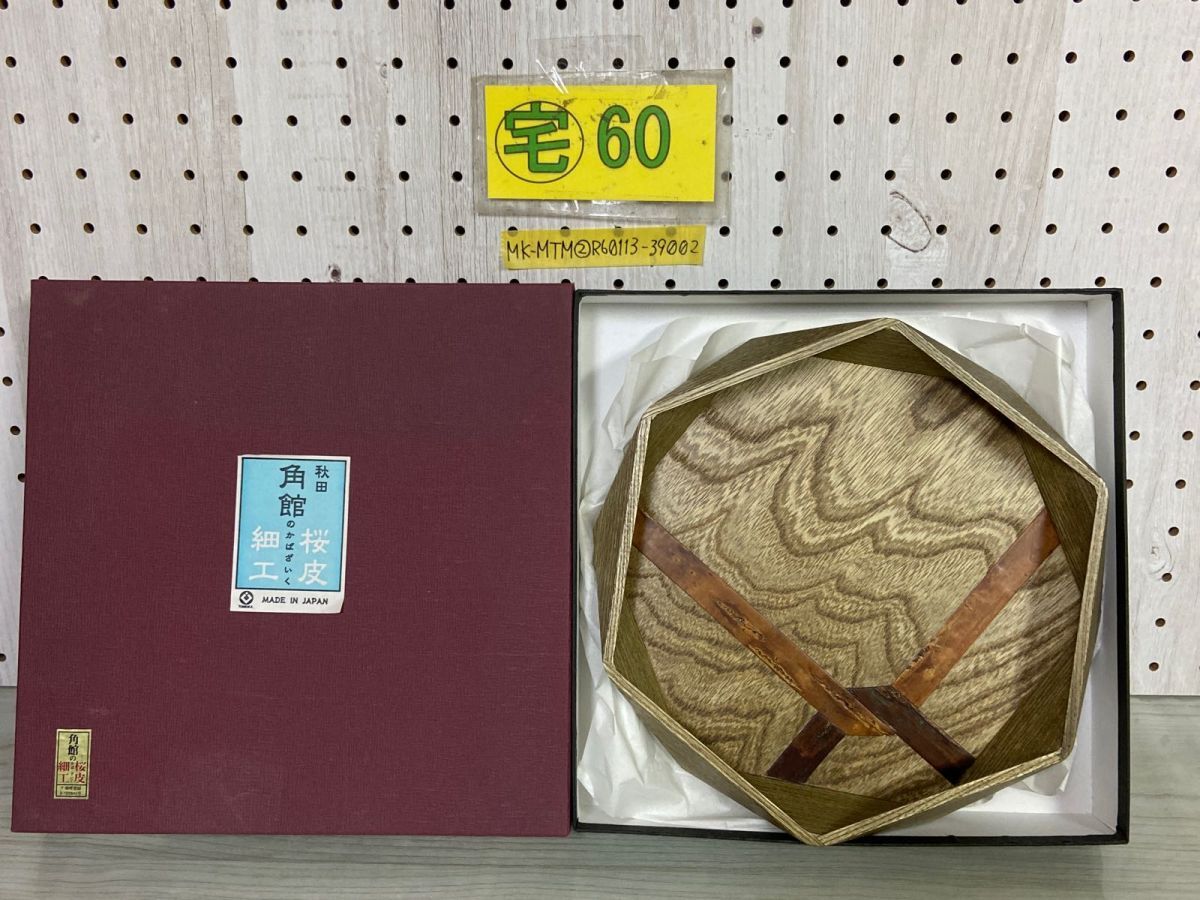 宅 60
MK-MTM②R60113-39002
秋田
角館
のかばざいく
桜皮
細工
MADE IN JAPAN
角館の
桜皮
細工